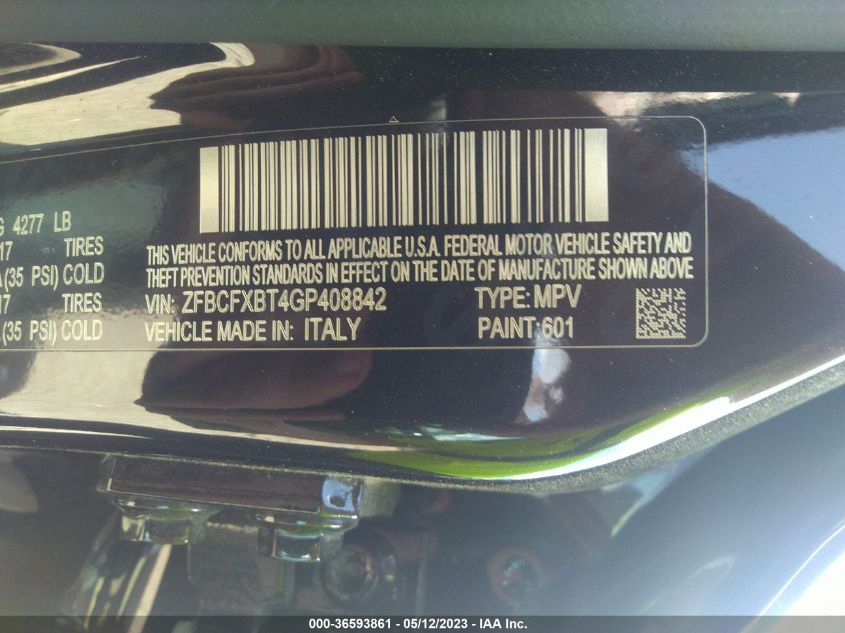 G 4277 LB
17 TIRES
(35 PSI) COLD
17 TIRES
(35 PSI) COLD
THIS VEHICLE CONFORMS TO ALL APPLICABLE U.S.A. FEDERAL MOTOR VEHICLE SAFETY AND
THEFT PREVENTION STANDARDS IN EFFECT ON THE DATE OF MANUFACTURE SHOWN ABOVE
VIN: ZFBCFXBT4GP408842 TYPE: MPV
VEHICLE MADE IN: ITALY PAINT:601
000-36593861 - 05/12/2023 - IAA Inc.